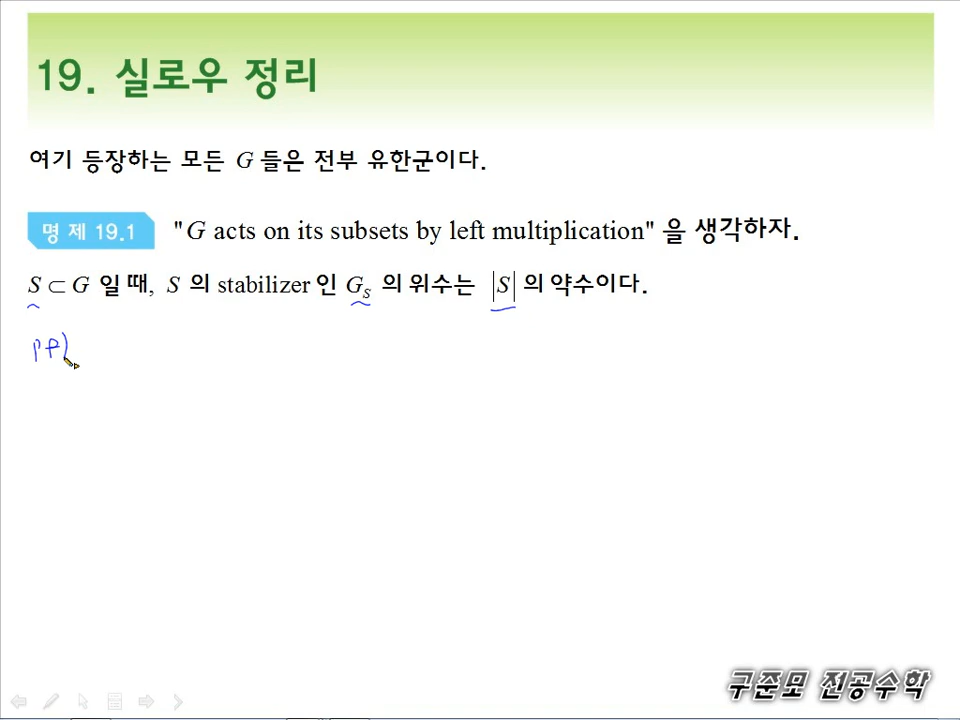 19. 실로우 정리
여기 등장하는 모든 G 들은 전부 유한군이다.
명 제 19.1 "G acts on its subsets by left multiplication" 을 생각하자.
S ⊂ G 일 때, S 의 stabilizer 인 G_S 의 위수는 |S| 의 약수이다.
pf)
구준모 전공수학